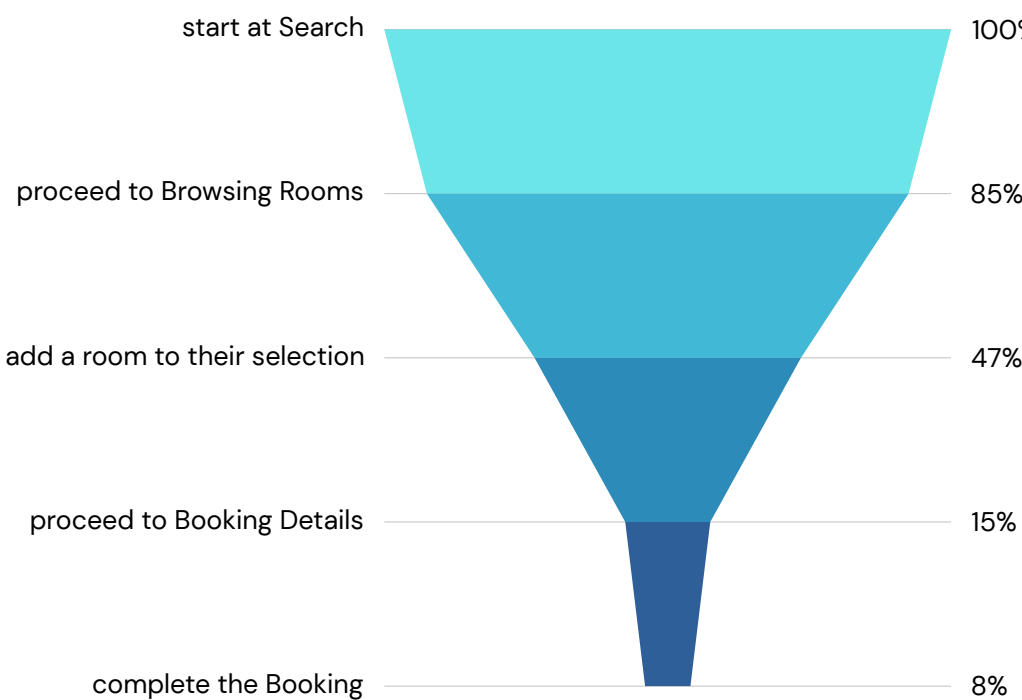 start at Search 100%
proceed to Browsing Rooms 85%
add a room to their selection 47%
proceed to Booking Details 15%
complete the Booking 8%